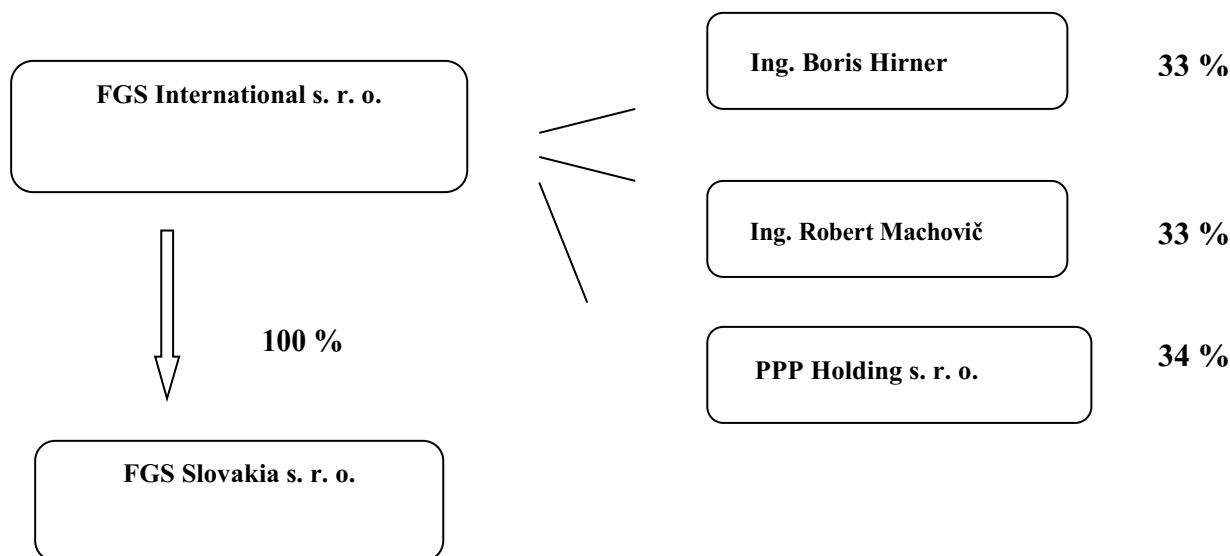 FGS International s. r. o.
Ing. Boris Hirner
33 %
Ing. Robert Machovič
33 %
100 %
PPP Holding s. r. o.
34 %
FGS Slovakia s. r. o.